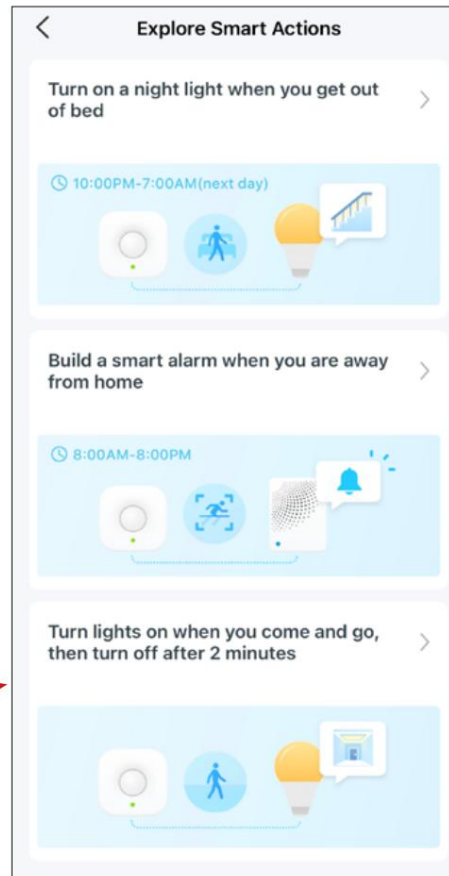 Explore Smart Actions
Turn on a night light when you get out
of bed
10:00PM-7:00AM(next day)
Build a smart alarm when you are away
from home
8:00AM-8:00PM
Turn lights on when you come and go,
then turn off after 2 minutes